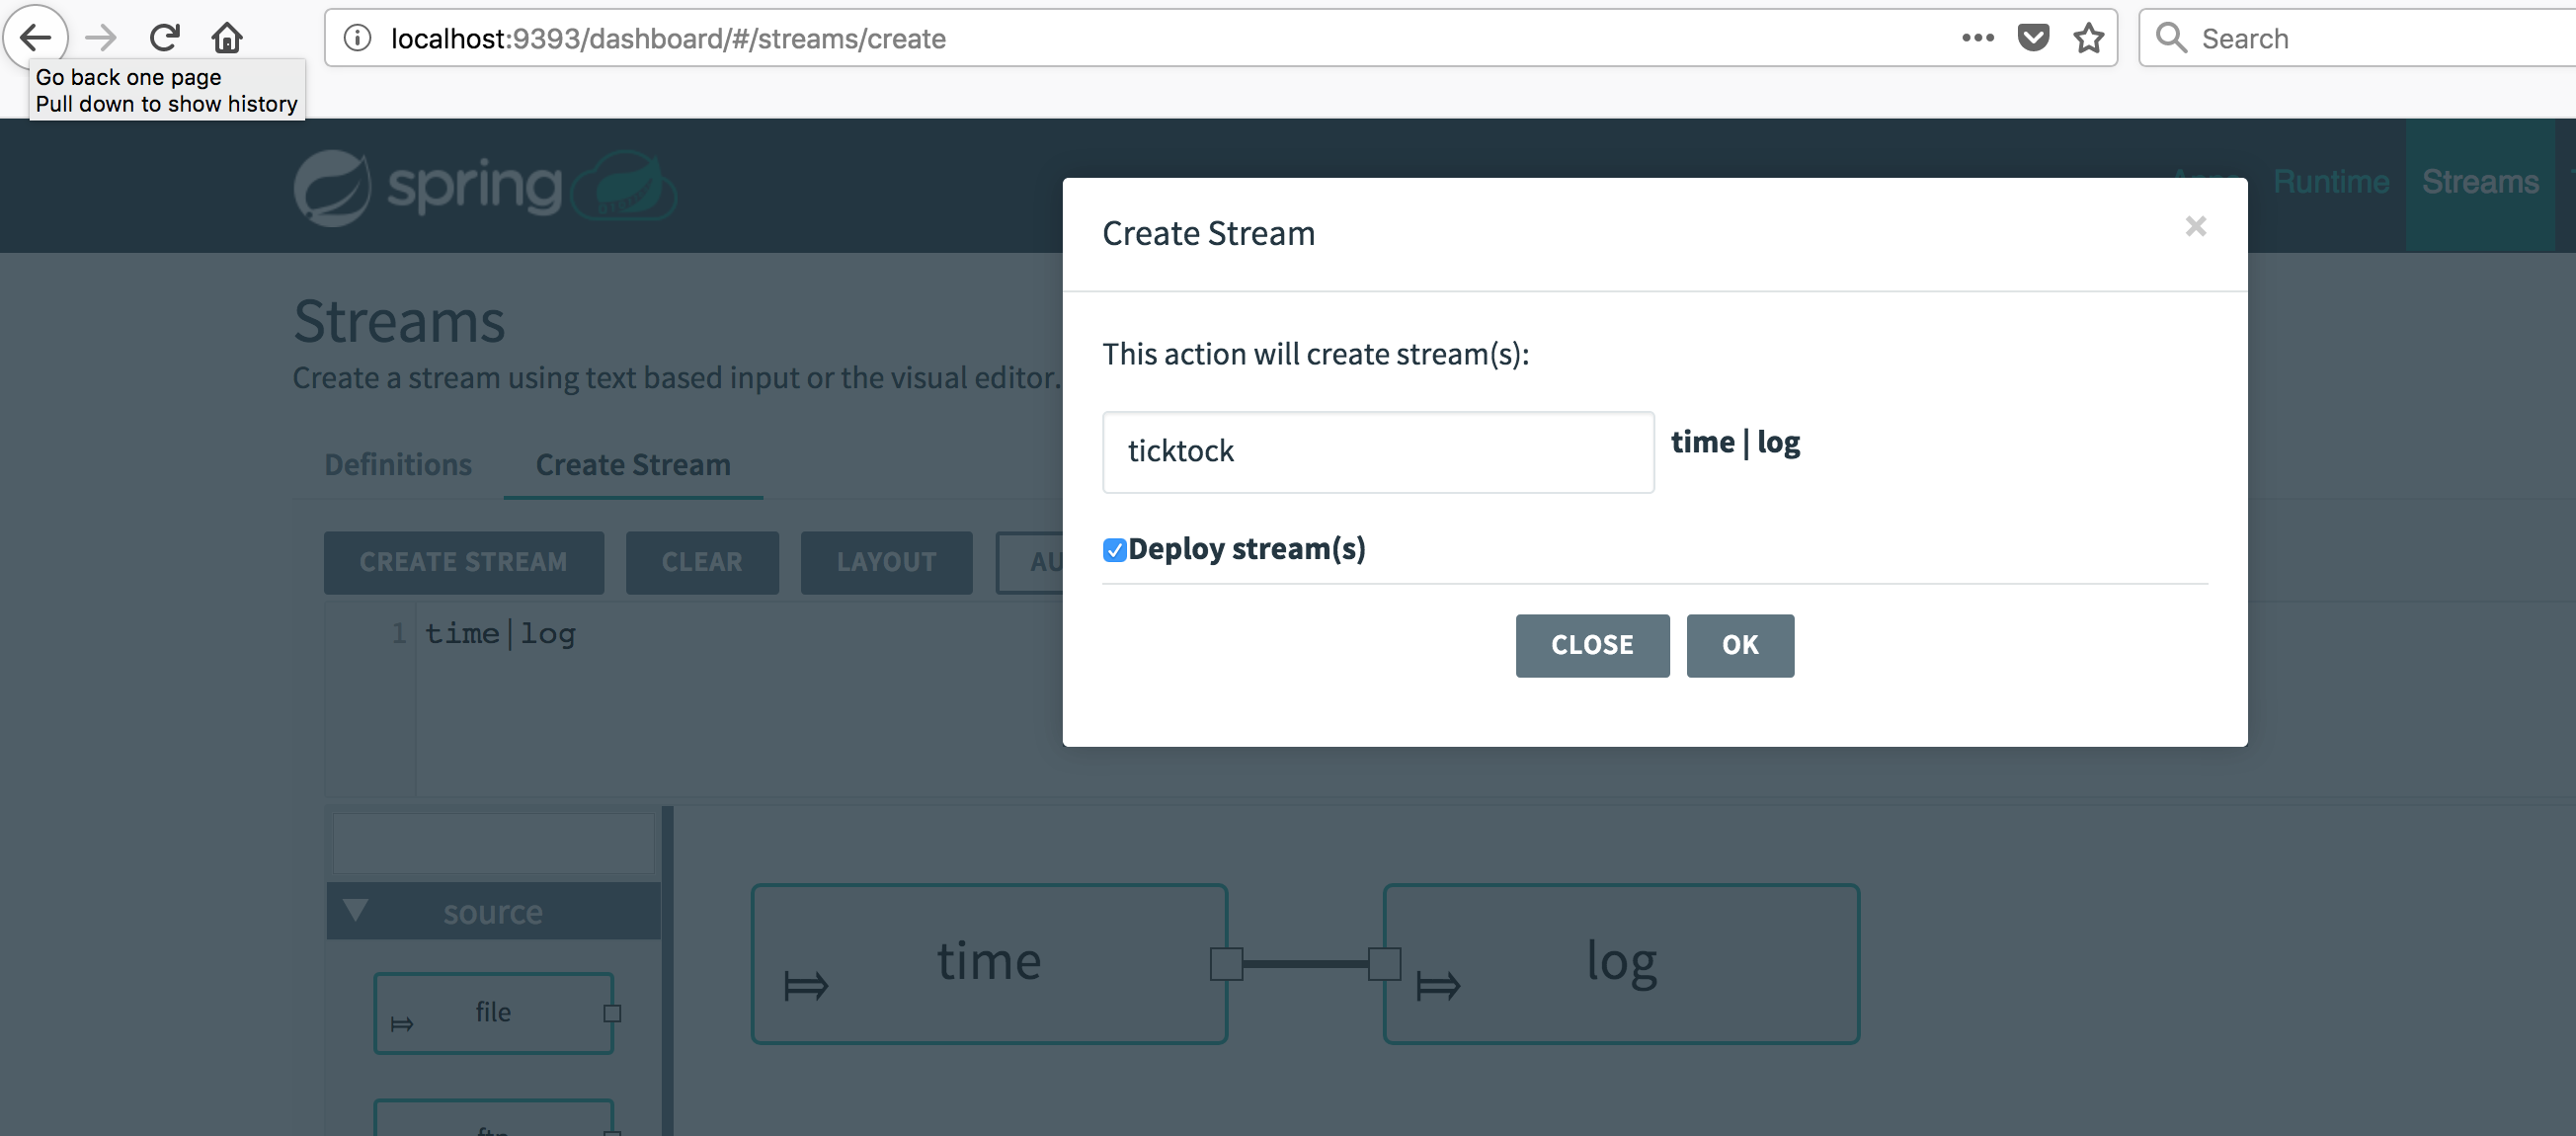 localhost:9393/dashboard/#/streams/create
Search
Go back one page
Pull down to show history
spring
Runtime
Streams
Create Stream
This action will create stream(s):
ticktock
time | log
Deploy stream(s)
CLOSE
OK
Streams
Create a stream using text based input or the visual editor.
Definitions
Create Stream
CREATE STREAM
CLEAR
LAYOUT
AU
1 time|log
source
file
time
log